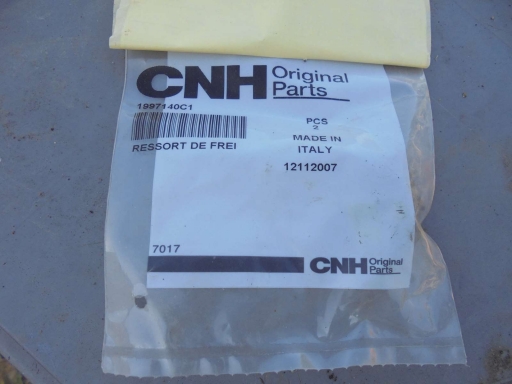 CNH Original Parts
1997140C1
RESSORT DE FREI
PCS
2
MADE IN
ITALY
12112007
7017
CNH Original Parts